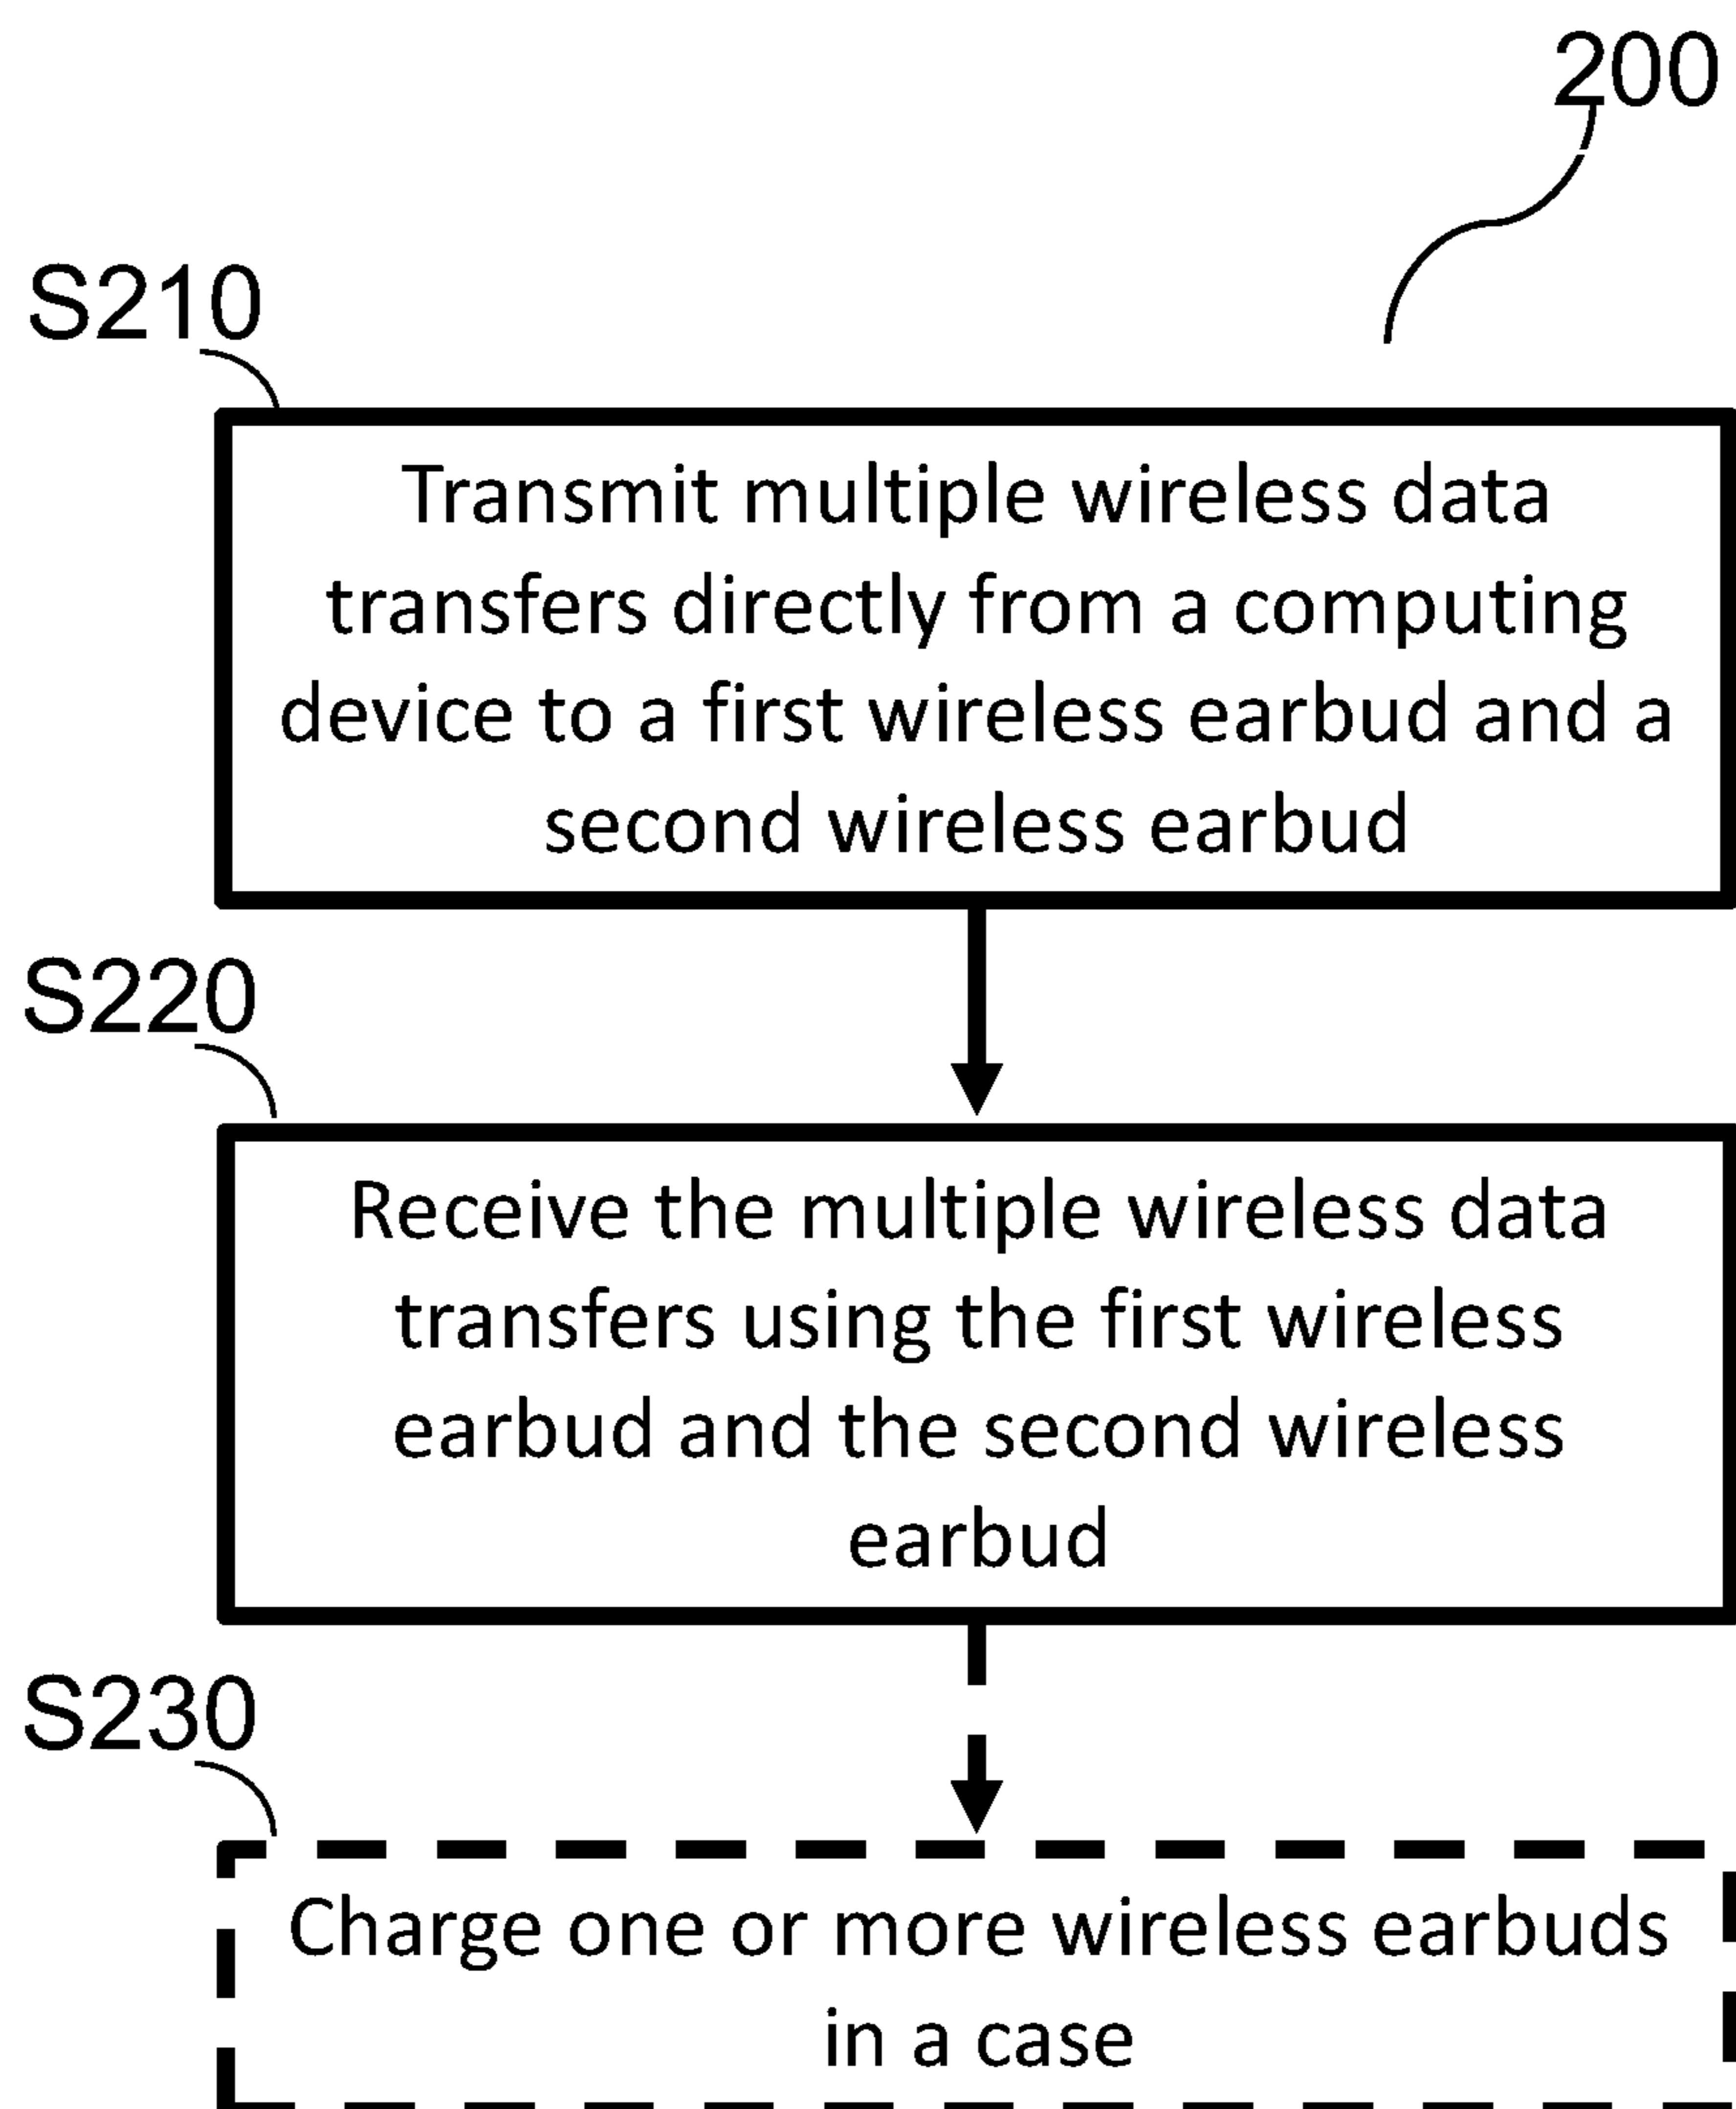 200
S210
Transmit multiple wireless data
transfers directly from a computing
device to a first wireless earbud and a
second wireless earbud
S220
Receive the multiple wireless data
transfers using the first wireless
earbud and the second wireless
earbud
S230
Charge one or more wireless earbuds
in a case